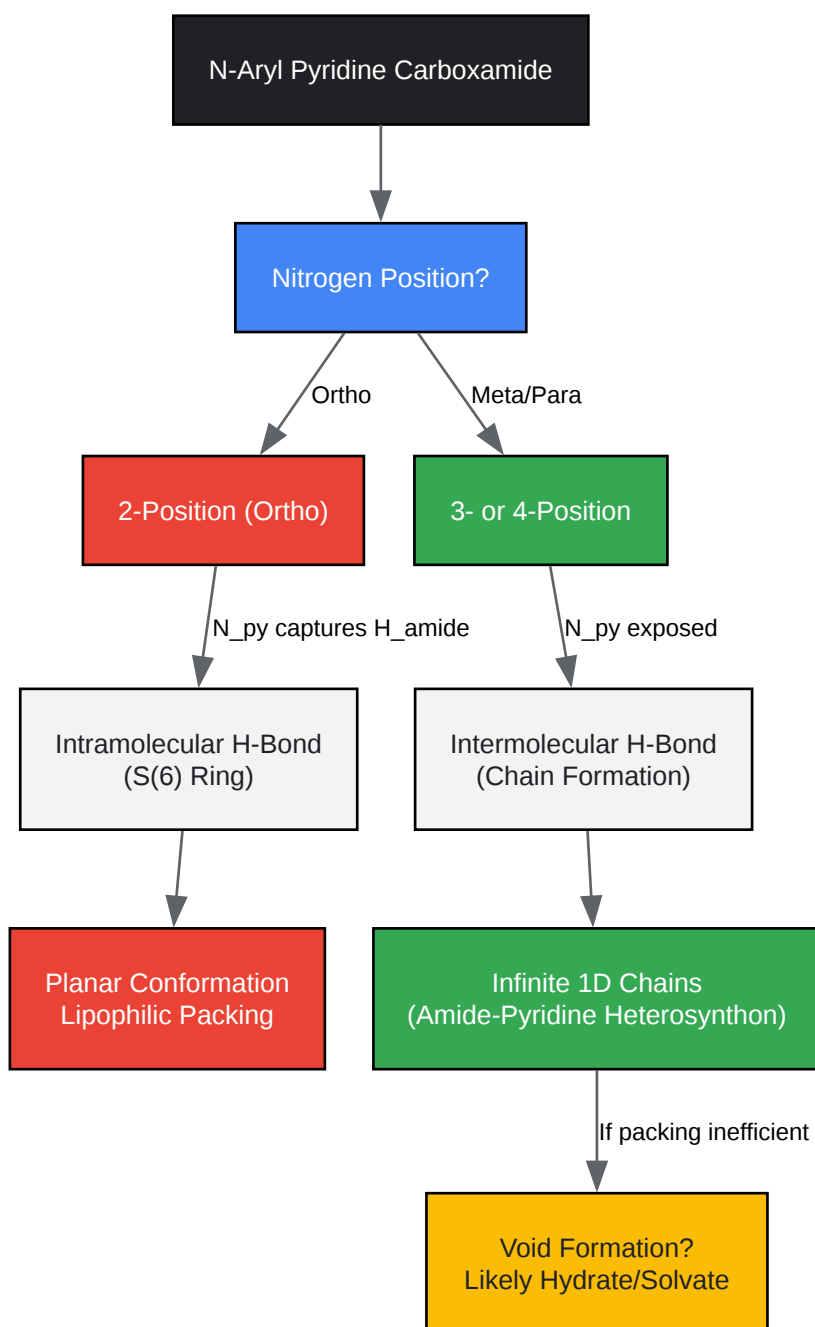 N-Aryl Pyridine Carboxamide
Nitrogen Position?
Ortho
Meta/Para
2-Position (Ortho)
3- or 4-Position
N_py captures H_amide
N_py exposed
Intramolecular H-Bond
(S(6) Ring)
Intermolecular H-Bond
(Chain Formation)
Planar Conformation
Lipophilic Packing
Infinite 1D Chains
(Amide-Pyridine Heterosynthon)
If packing inefficient
Void Formation?
Likely Hydrate/Solvate